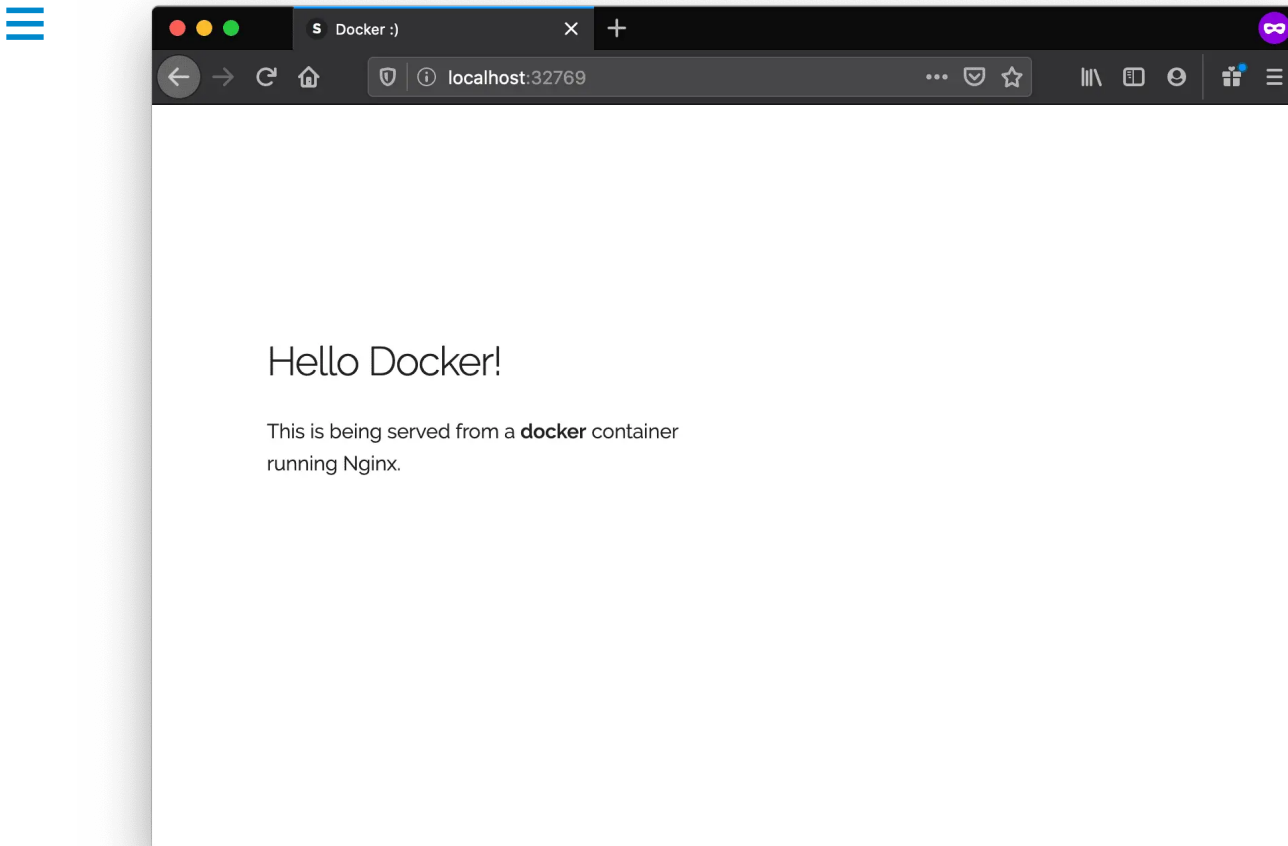 S Docker :)
localhost:32769
Hello Docker!
This is being served from a docker container
running Nginx.